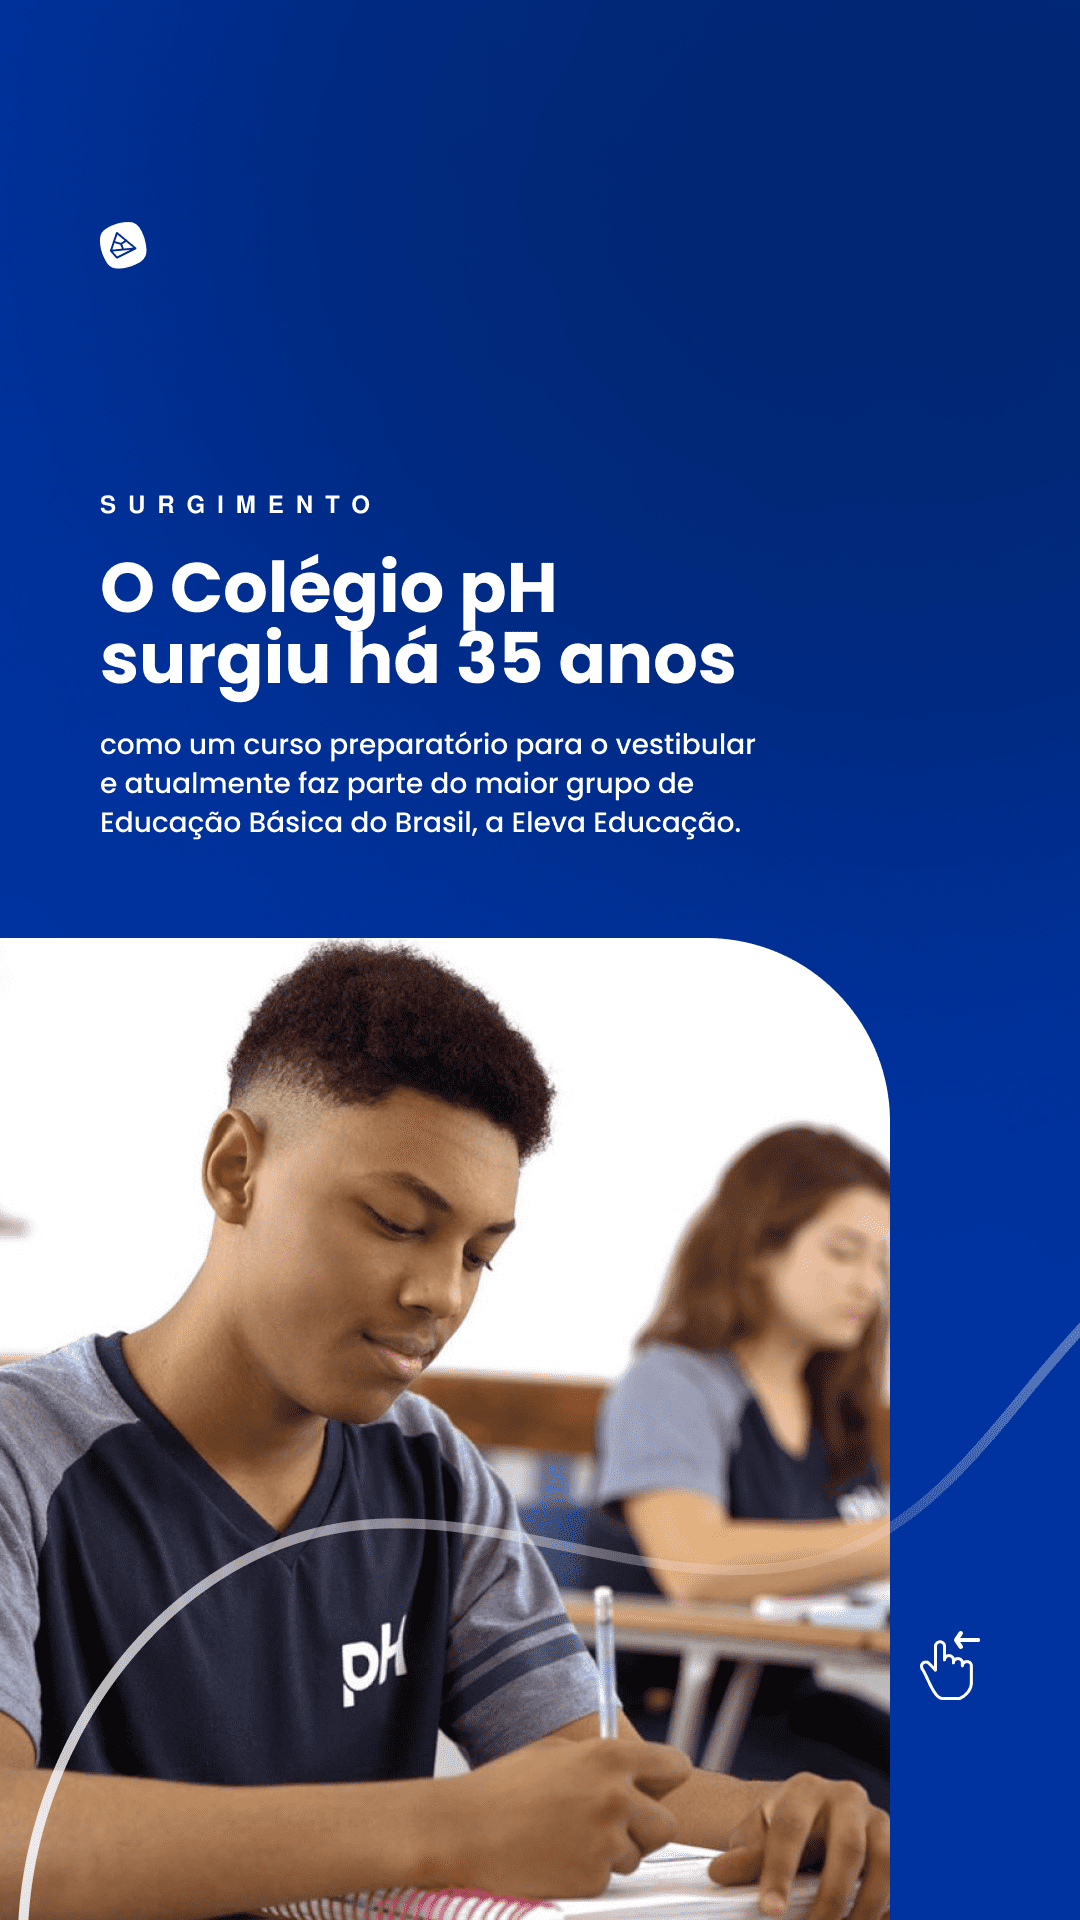 SURGIMENTO
O Colégio pH
surgiu há 35 anos
como um curso preparatório para o vestibular
e atualmente faz parte do maior grupo de
Educação Básica do Brasil, a Eleva Educação.
pH